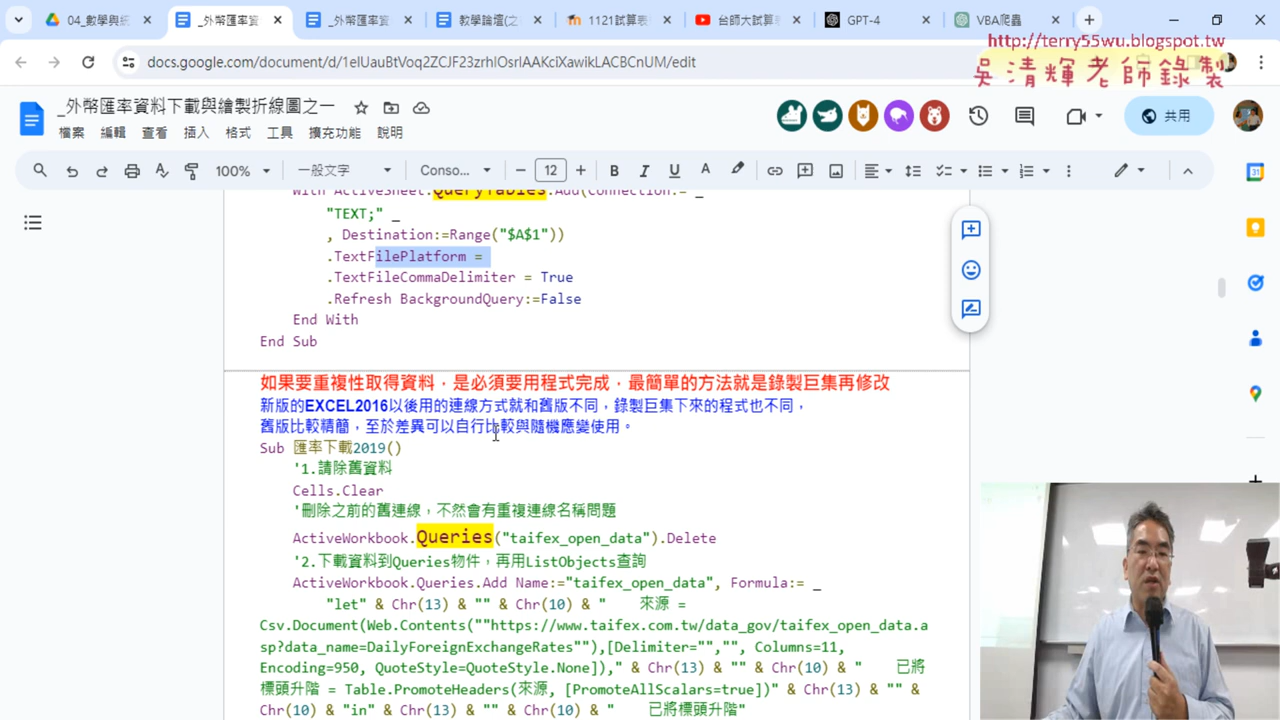 04_數學與
_外幣匯率資
_外幣匯率資
教學論壇(之
1121試算表
台師大試算
GPT-4
VBA爬蟲
http://terry55wu.blogspot.tw
docs.google.com/document/d/1elUauBtVoq2ZCJF23zrhIOsrIAAKciXawikLACBCnUM/edit
吳清輝老師錄製
_外幣匯率資料下載與繪製折線圖之一
檔案 編輯 查看 插入 格式 工具 擴充功能 說明
共用
100% 一般文字 Conso... 12 B I U A
With ActiveSheet.QueryTables.Add(Connection:= _
"TEXT;" _
, Destination:=Range("$A$1"))
.TextFilePlatform =
.TextFileCommaDelimiter = True
.Refresh BackgroundQuery:=False
End With
End Sub
如果要重複性取得資料，是必須要用程式完成，最簡單的方法就是錄製巨集再修改
新版的EXCEL2016以後用的連線方式就和舊版不同，錄製巨集下來的程式也不同，
舊版比較精簡，至於差異可以自行比較與隨機應變使用。
Sub 匯率下載2019()
'1.請除舊資料
Cells.Clear
'刪除之前的舊連線，不然會有重複連線名稱問題
ActiveWorkbook.Queries("taifex_open_data").Delete
'2.下載資料到Queries物件，再用ListObjects查詢
ActiveWorkbook.Queries.Add Name:="taifex_open_data", Formula:= _
"let" & Chr(13) & "" & Chr(10) & " 來源 =
Csv.Document(Web.Contents(""https://www.taifex.com.tw/data_gov/taifex_open_data.a
sp?data_name=DailyForeignExchangeRates""),[Delimiter="","", Columns=11,
Encoding=950, QuoteStyle=QuoteStyle.None])," & Chr(13) & "" & Chr(10) & " 已將
標頭升階 = Table.PromoteHeaders(來源, [PromoteAllScalars=true])" & Chr(13) & "" &
Chr(10) & "in" & Chr(13) & "" & Chr(10) & " 已將標頭升階"